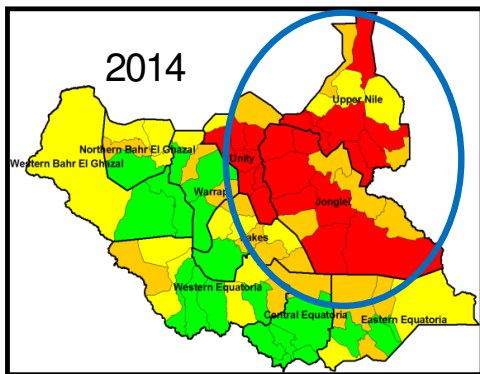 2014
Upper Nile
Northern Bahr El Ghazal
Western Bahr El Ghazal
Unity
Warrap
Jonglei
Lakes
Western Equatoria
Central Equatoria
Eastern Equatoria